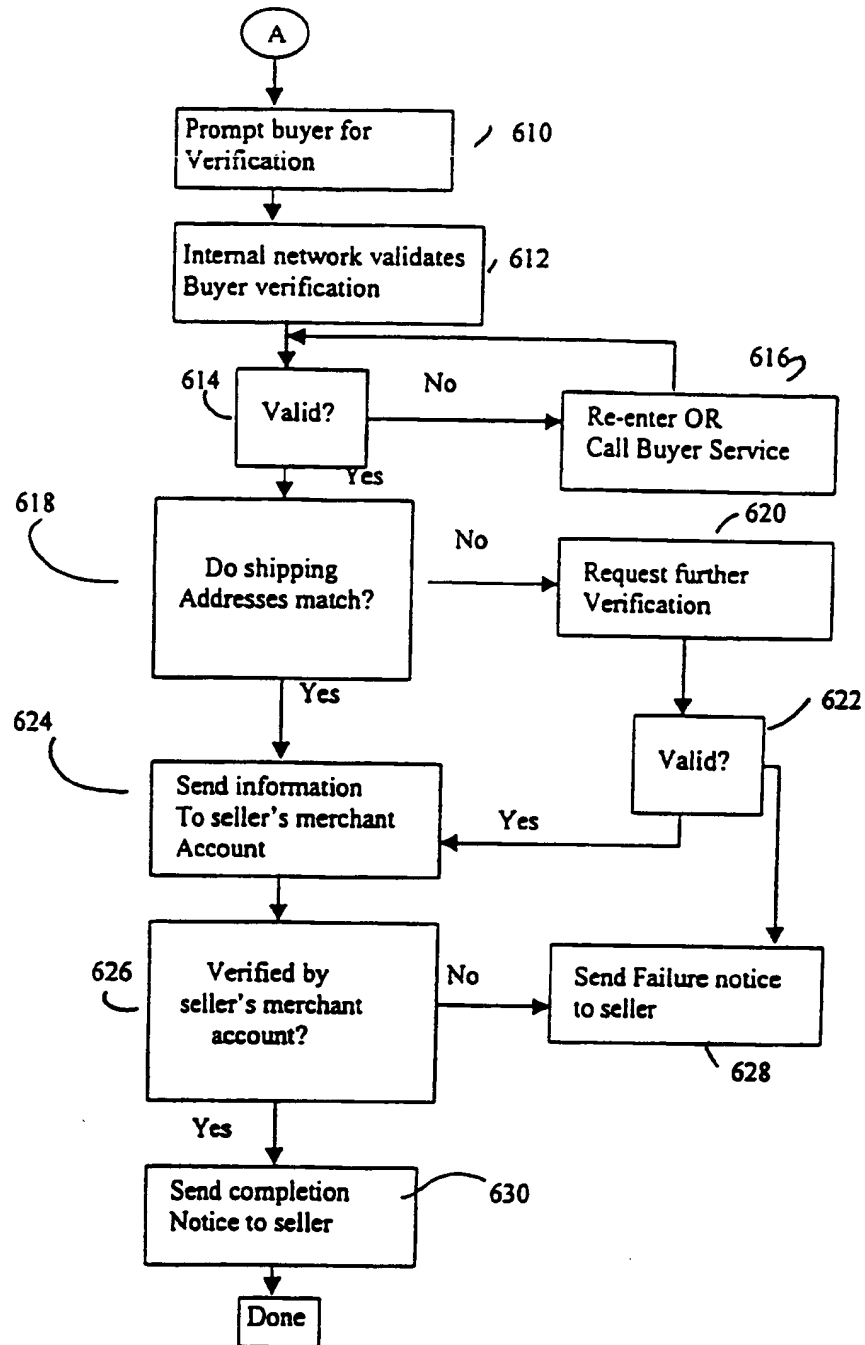 A
Prompt buyer for
Verification
610
Internal network validates
Buyer verification
612
614
Valid?
No
616
Re-enter OR
Call Buyer Service
Yes
618
Do shipping
Addresses match?
No
620
Request further
Verification
Yes
622
Valid?
624
Send information
To seller's merchant
Account
Yes
626
Verified by
seller's merchant
account?
No
Send Failure notice
to seller
628
Yes
Send completion
Notice to seller
630
Done